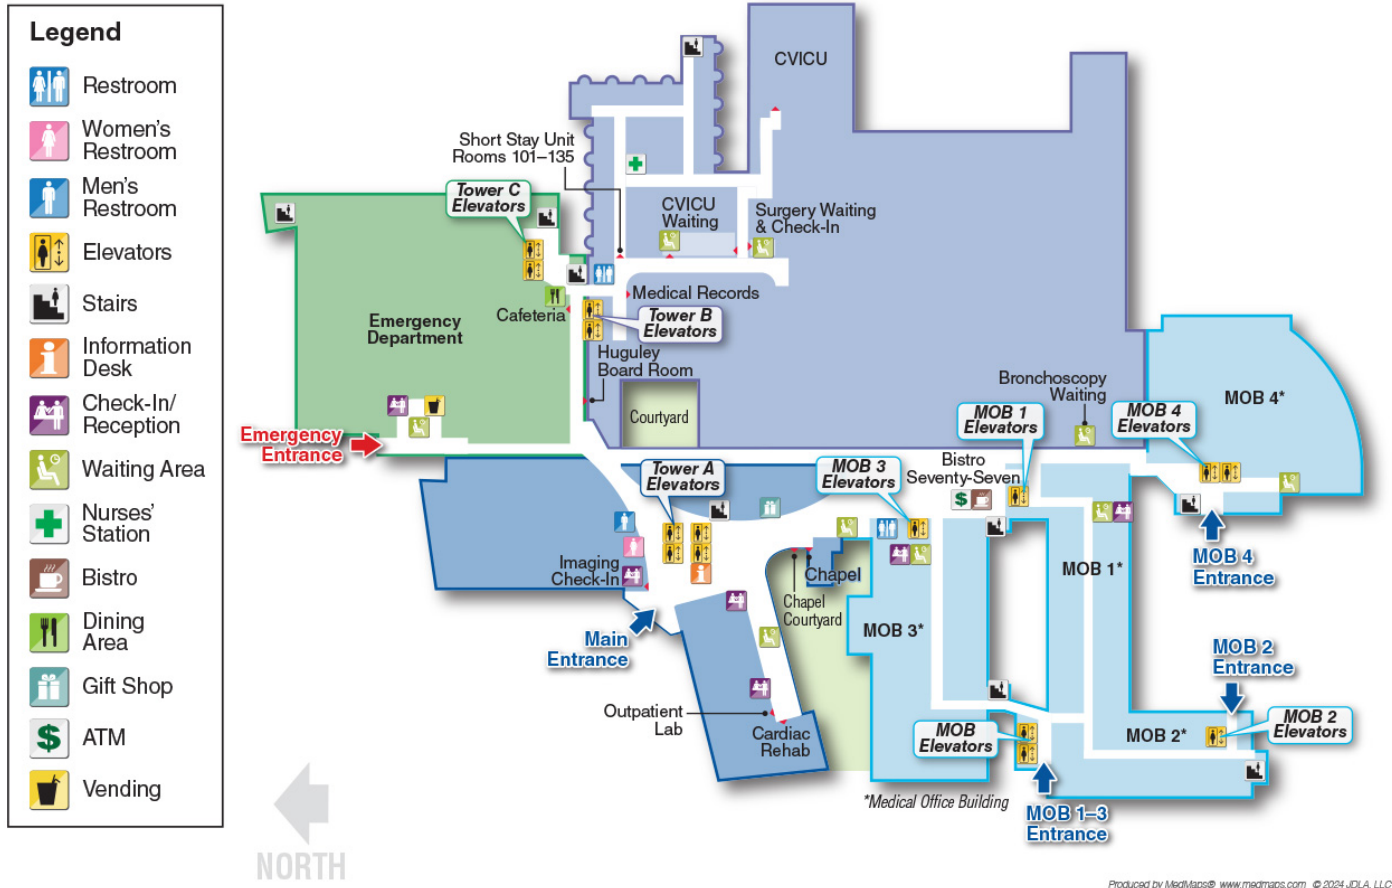 Legend
Restroom
Women's
Restroom
Men's
Restroom
Elevators
Stairs
Information
Desk
Check-In/
Reception
Waiting Area
Nurses'
Station
Bistro
Dining
Area
Gift Shop
ATM
Vending
CVICU
Short Stay Unit
Rooms 101–135
Tower C
Elevators
CVICU
Waiting
Surgery Waiting
& Check-In
Medical Records
Cafeteria
Tower B
Elevators
Emergency
Department
Huguley
Board Room
Courtyard
Bronchoscopy
Waiting
MOB 4*
MOB 1
Elevators
MOB 4
Elevators
Emergency
Entrance
Tower A
Elevators
MOB 3
Elevators
Bistro
Seventy-Seven
$
Imaging
Check-In
Chapel
Chapel
Courtyard
MOB 1*
MOB 4
Entrance
MOB 3*
Main
Entrance
MOB 2
Entrance
Outpatient
Lab
Cardiac
Rehab
MOB
Elevators
MOB 2*
MOB 2
Elevators
*Medical Office Building
MOB 1–3
Entrance
NORTH
Produced by MedMaps® www.medmaps.com © 2024 JDLA, LLC